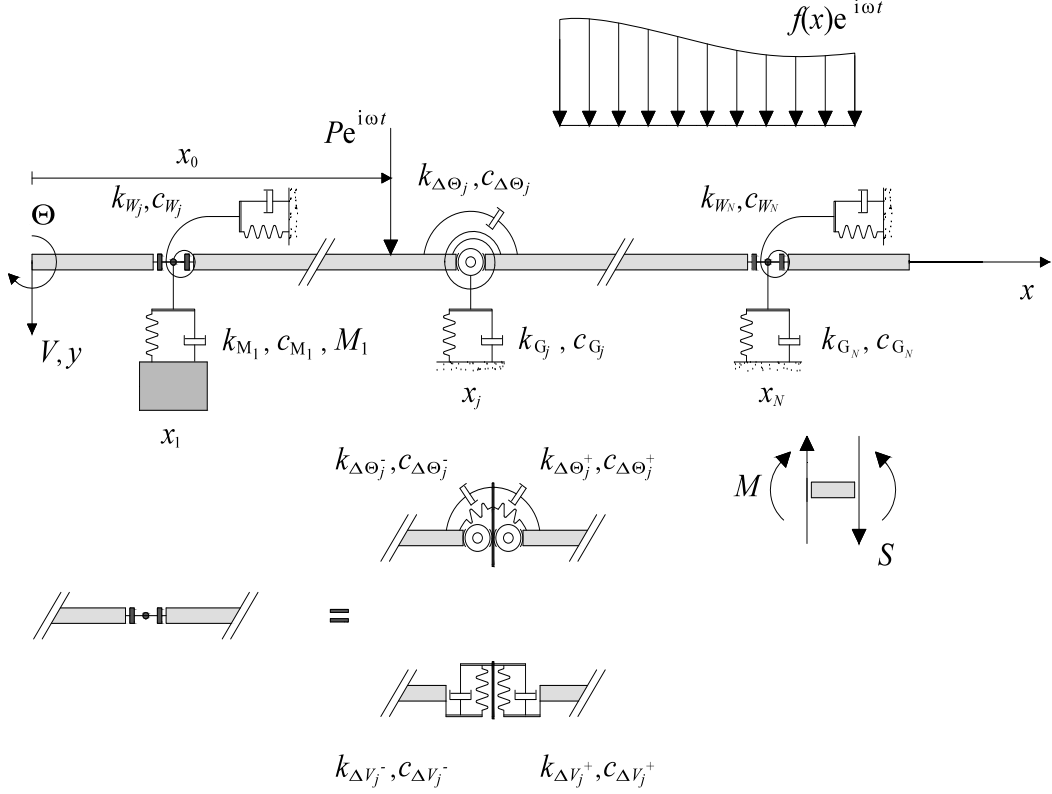 f(x)e^{iωt}
Pe^{iωt}
x_0
k_{ΔΘ_j}, c_{ΔΘ_j}
k_{W_j}, c_{W_j}
k_{W_N}, c_{W_N}
Θ
x
V, y
k_{M_1}, c_{M_1}, M_1
k_{G_j}, c_{G_j}
k_{G_N}, c_{G_N}
x_1
x_j
x_N
k_{ΔΘ_j^-}, c_{ΔΘ_j^-}
k_{ΔΘ_j^+}, c_{ΔΘ_j^+}
M
S
=
k_{ΔV_j^-}, c_{ΔV_j^-}
k_{ΔV_j^+}, c_{ΔV_j^+}